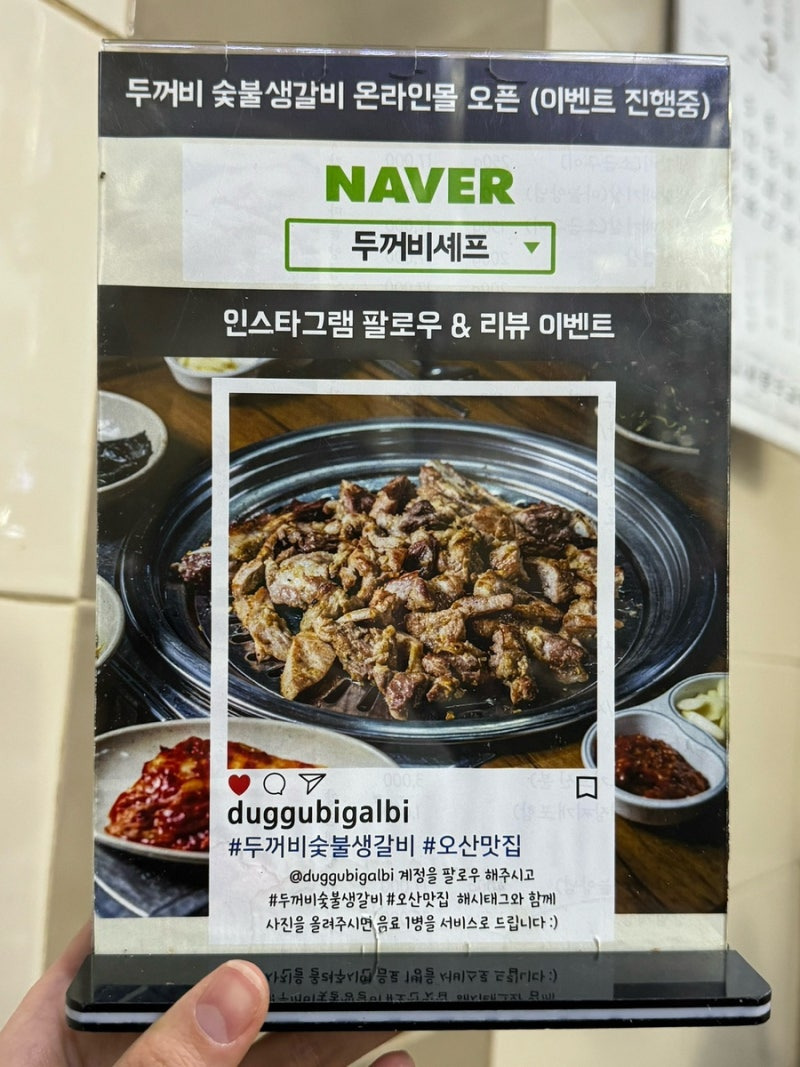 두꺼비 숯불생갈비 온라인몰 오픈 (이벤트 진행중)
NAVER
두꺼비셰프
인스타그램 팔로우 & 리뷰 이벤트
duggubigalbi
#두꺼비숯불생갈비 #오산맛집
@duggubigalbi 계정을 팔로우 해주시고
#두꺼비숯불생갈비 #오산맛집 해시태그와 함께
사진을 올려주시면 음료 1병을 서비스로 드립니다 :)